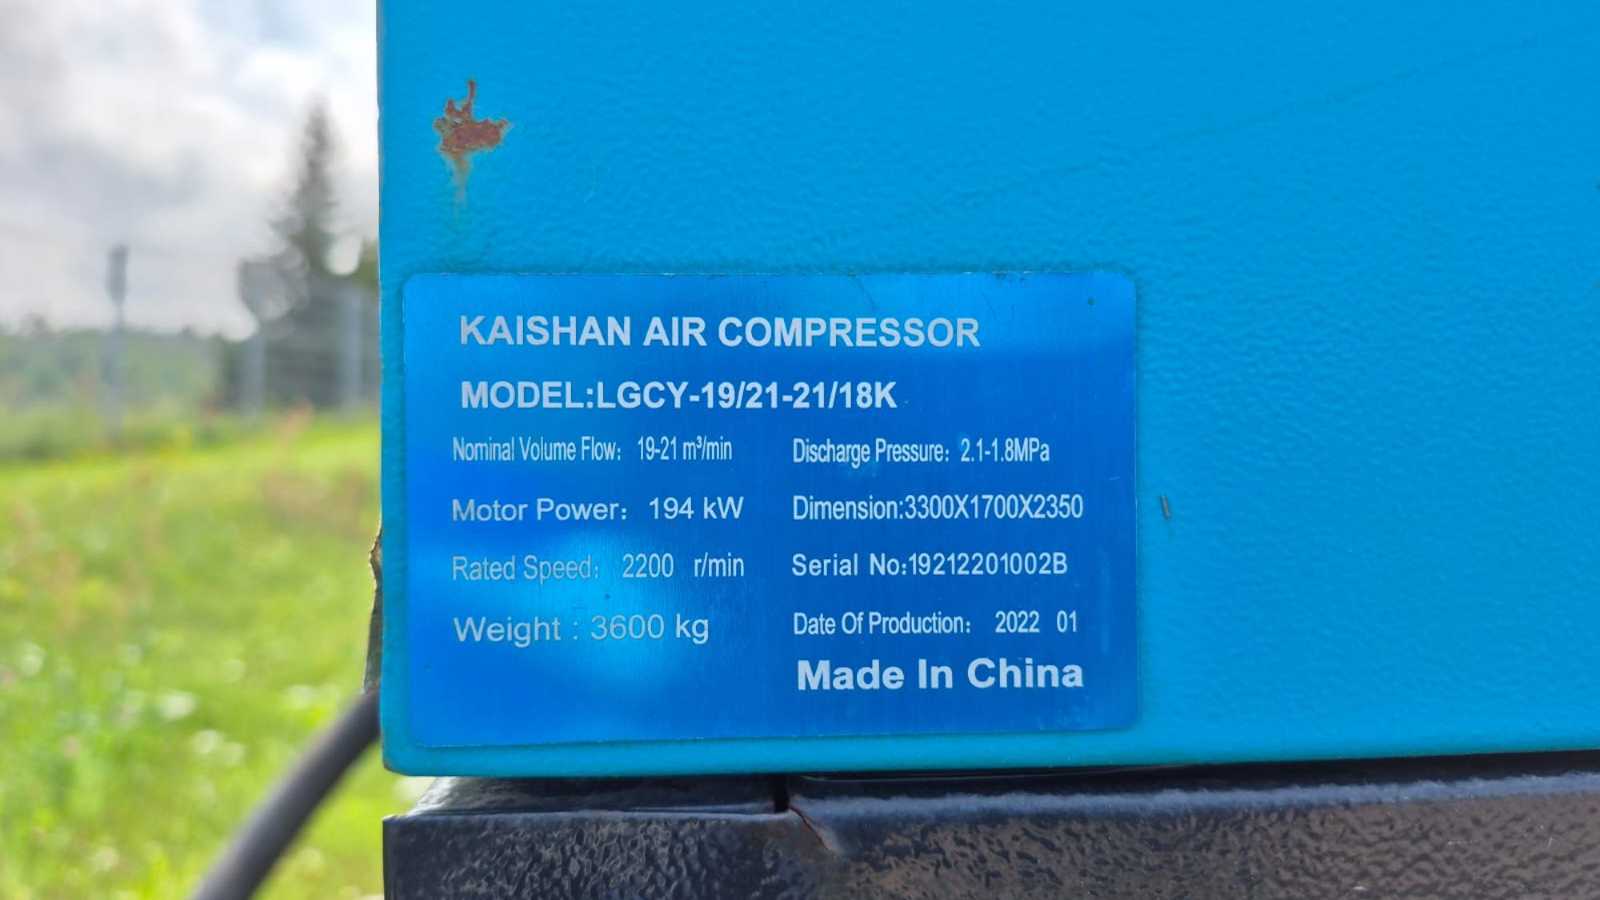 KAISHAN AIR COMPRESSOR
MODEL:LGCY-19/21-21/18K
Nominal Volume Flow: 19-21 m³/min Discharge Pressure: 2.1-1.8MPa
Motor Power: 194 kW Dimension:3300X1700X2350
Rated Speed: 2200 r/min Serial No:19212201002B
Weight : 3600 kg Date Of Production: 2022 01
Made In China